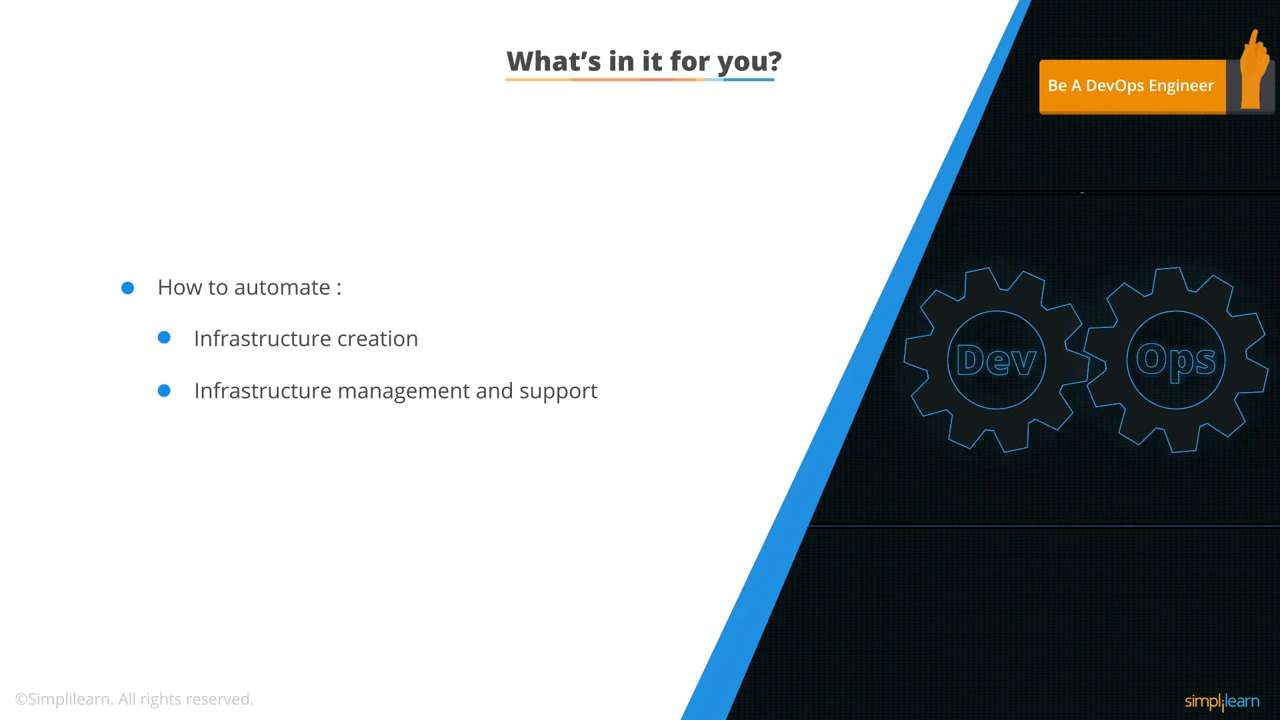 What’s in it for you?
Be A DevOps Engineer
How to automate :
Infrastructure creation
Infrastructure management and support
Dev
Ops
©Simplilearn. All rights reserved.
simplilearn